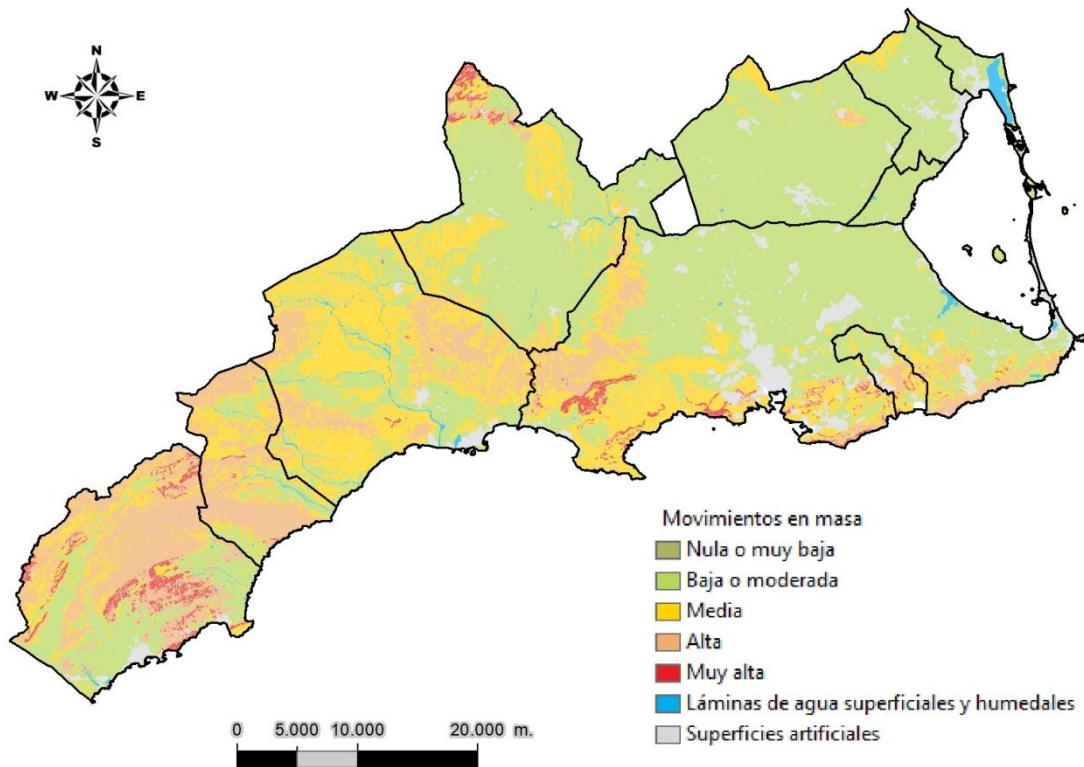 N
W E
S
Movimientos en masa
Nula o muy baja
Baja o moderada
Media
Alta
Muy alta
Láminas de agua superficiales y humedales
Superficies artificiales
0 5.000 10.000 20.000 m.